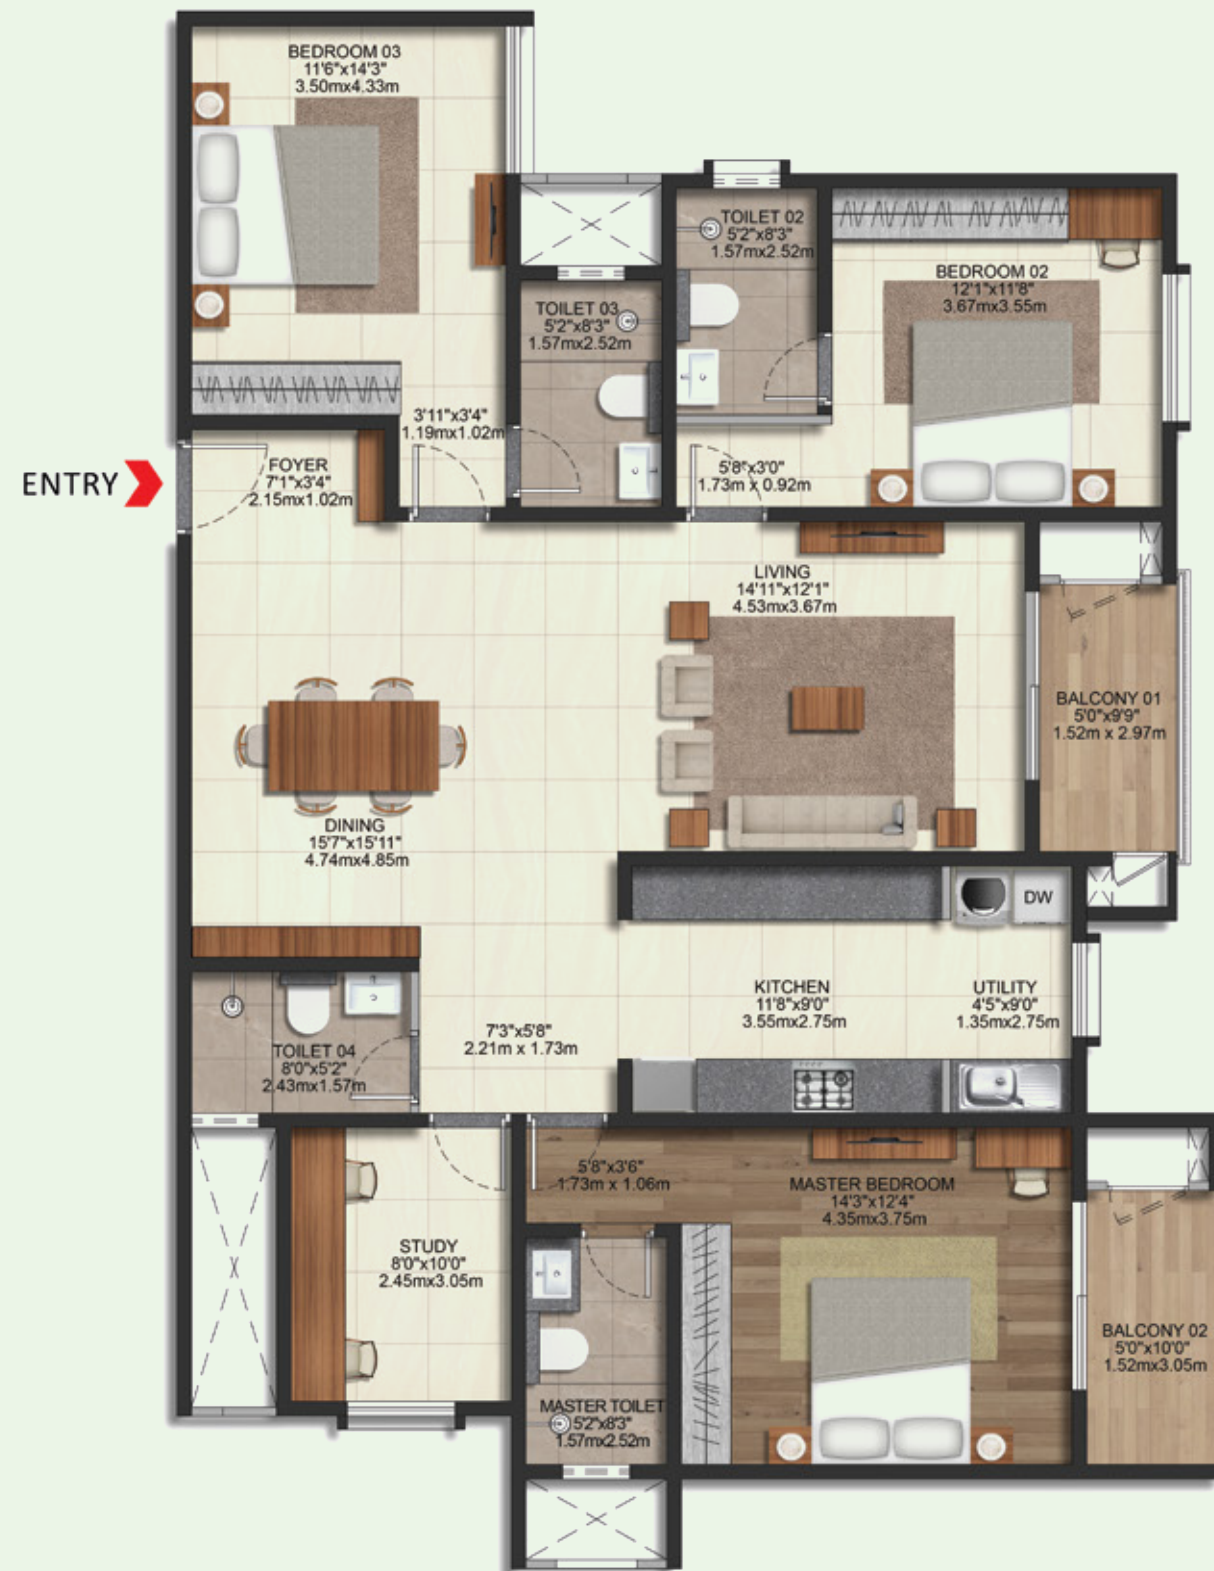 BEDROOM 03
11'6"x14'3"
3.50mx4.33m
TOILET 02
5'2"x8'3"
1.57mx2.52m
BEDROOM 02
12'1"x11'8"
3.67mx3.55m
TOILET 03
5'2"x8'3"
1.57mx2.52m
3'11"x3'4"
1.19mx1.02m
ENTRY
FOYER
7'1"x3'4"
2.15mx1.02m
5'8"x3'0"
1.73m x 0.92m
LIVING
14'11"x12'1"
4.53mx3.67m
BALCONY 01
5'0"x9'9"
1.52m x 2.97m
DINING
15'7"x15'11"
4.74mx4.85m
DW
KITCHEN
11'8"x9'0"
3.55mx2.75m
UTILITY
4'5"x9'0"
1.35mx2.75m
7'3"x5'8"
2.21m x 1.73m
TOILET 04
8'0"x5'2"
2.43mx1.57m
5'8"x3'6"
1.73m x 1.06m
MASTER BEDROOM
14'3"x12'4"
4.35mx3.75m
STUDY
8'0"x10'0"
2.45mx3.05m
BALCONY 02
5'0"x10'0"
1.52mx3.05m
MASTER TOILET
5'2"x8'3"
1.57mx2.52m